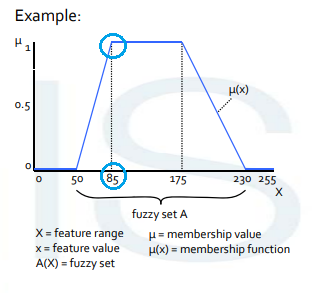 Example:
μ
1
μ(x)
0.5
0
0 50 85 175 230 255
X
fuzzy set A
X = feature range μ = membership value
x = feature value μ(x) = membership function
A(X) = fuzzy set
IS